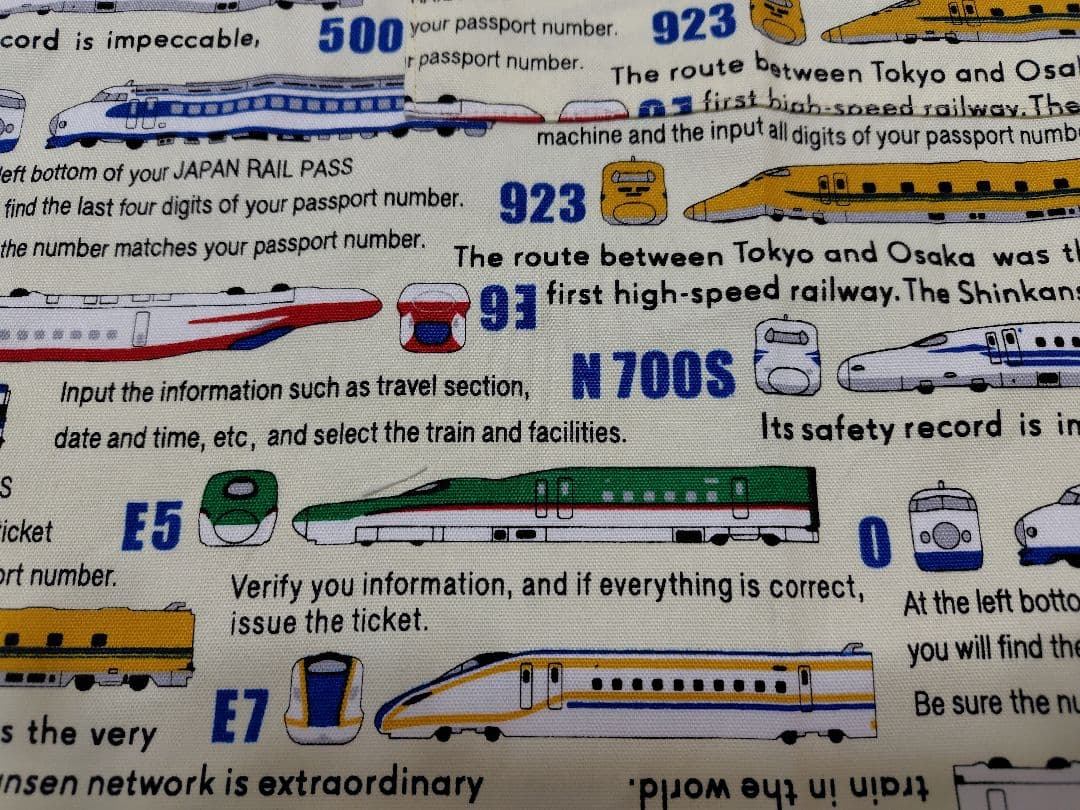 cord is impeccable,
500
your passport number.
r passport number.
923
The route between Tokyo and Osa
first high-speed railway. The
machine and the input all digits of your passport numb
left bottom of your JAPAN RAIL PASS
find the last four digits of your passport number.
the number matches your passport number.
923
The route between Tokyo and Osaka was th
first high-speed railway. The Shinkans
N 700S
Input the information such as travel section,
date and time, etc, and select the train and facilities.
Its safety record is im
S
icket
E5
ort number.
0
Verify you information, and if everything is correct,
issue the ticket.
At the left botto
you will find the
Be sure the nu
E7
s the very
nsen network is extraordinary
train in the world.